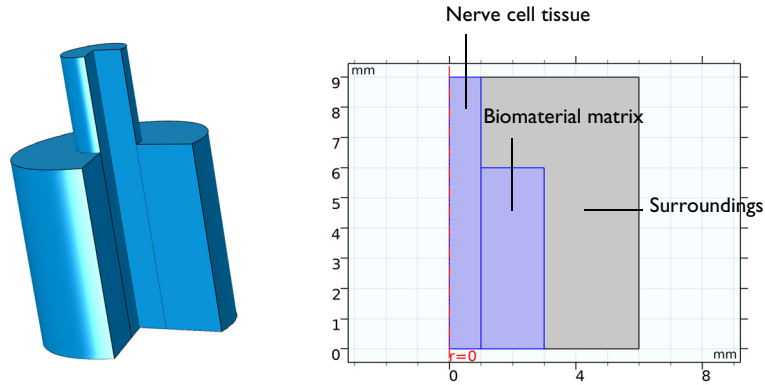 Nerve cell tissue
mm
9
8
Biomaterial matrix
7
6
5
Surroundings
4
3
2
1
0
r=0
mm
0
4
8